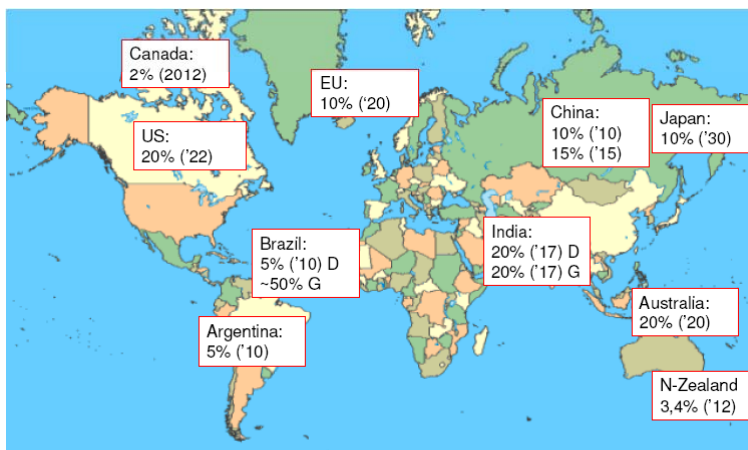 Canada:
2% (2012)
EU:
10% (‘20)
China:
10% (’10)
15% (’15)
Japan:
10% (’30)
US:
20% (’22)
Brazil:
5% (’10) D
~50% G
India:
20% (’17) D
20% (’17) G
Argentina:
5% (’10)
Australia:
20% (’20)
N-Zealand
3,4% (’12)